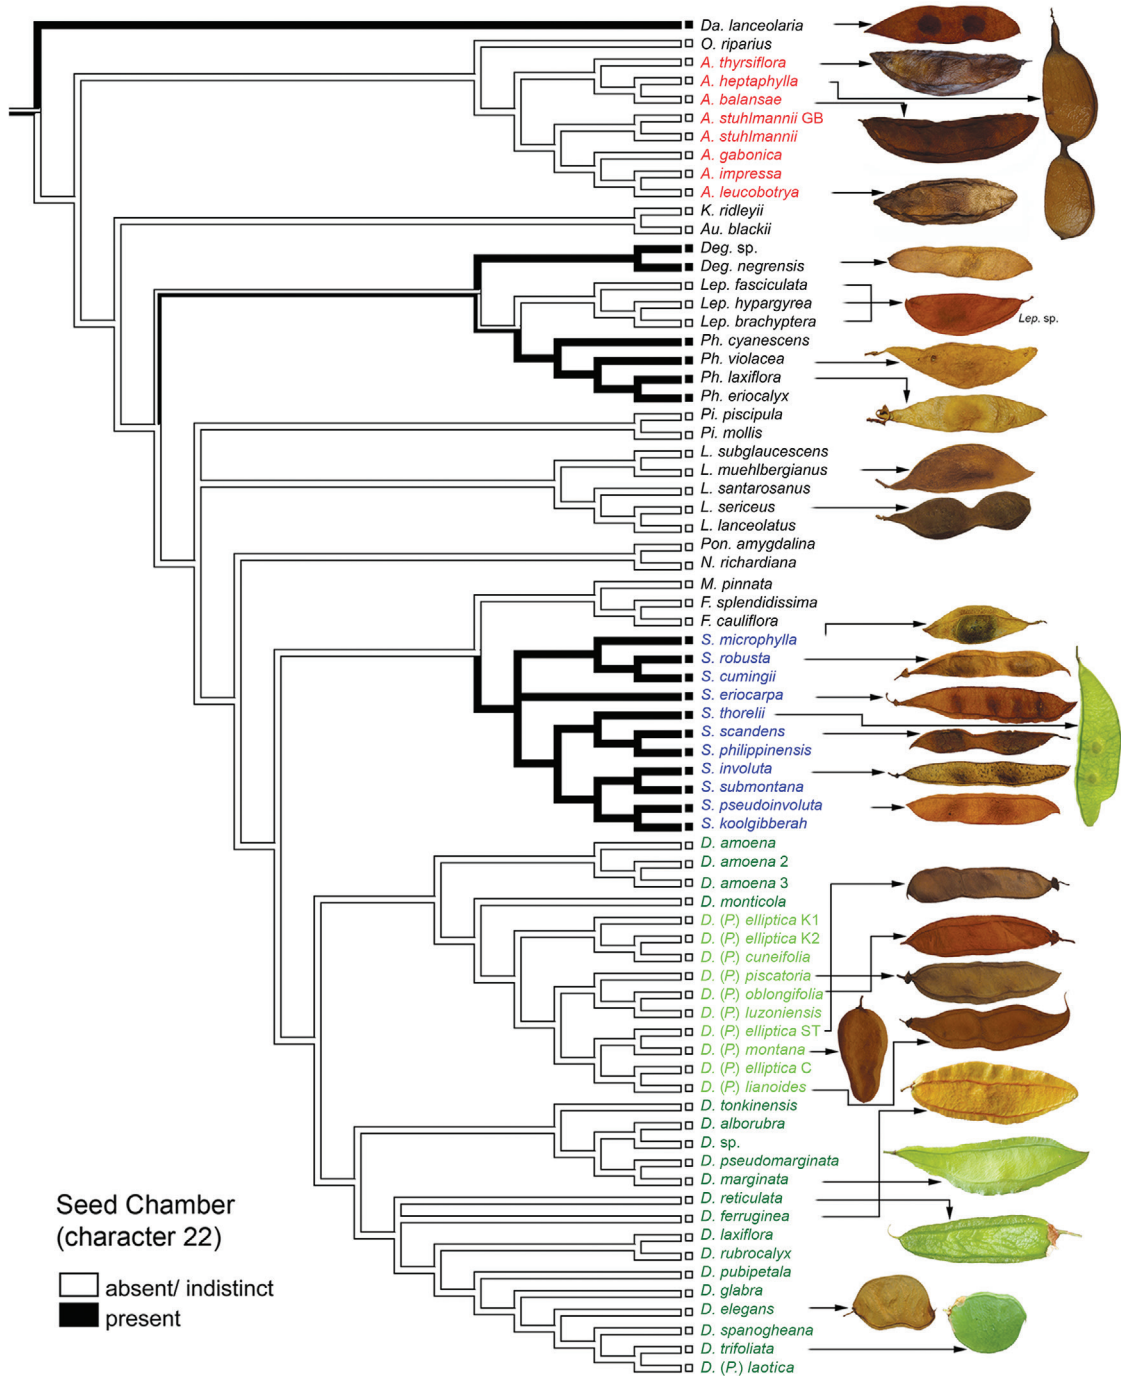 Da. lanceolaria
O. riparius
A. thyrsiflora
A. heptaphylla
A. balansae
A. stuhlmannii GB
A. stuhlmannii
A. gabonica
A. impressa
A. leucobotrya
K. ridleyii
Au. blackii
Deg. sp.
Deg. negrensis
Lep. fasciculata
Lep. hypargyrea
Lep. sp.
Lep. brachyptera
Ph. cyanescens
Ph. violacea
Ph. laxiflora
Ph. eriocalyx
Pi. piscipula
Pi. mollis
L. subglaucescens
L. muehlbergianus
L. santarosanus
L. sericeus
L. lanceolatus
Pon. amygdalina
N. richardiana
M. pinnata
F. splendidissima
F. cauliflora
S. microphylla
S. robusta
S. cumingii
S. eriocarpa
S. thorelii
S. scandens
S. philippinensis
S. involuta
S. submontana
S. pseudoinvoluta
S. koolgibberah
D. amoena
D. amoena 2
D. amoena 3
D. monticola
D. (P.) elliptica K1
D. (P.) elliptica K2
D. (P.) cuneifolia
D. (P.) piscatoria
D. (P.) oblongifolia
D. (P.) luzoniensis
D. (P.) elliptica ST
D. (P.) montana
D. (P.) elliptica C
D. (P.) lianoides
D. tonkinensis
D. alborubra
D. sp.
D. pseudomarginata
D. marginata
D. reticulata
D. ferruginea
D. laxiflora
D. rubrocalyx
D. pubipetala
D. glabra
D. elegans
D. spanogheana
D. trifoliata
D. (P.) laotica
Seed Chamber
(character 22)
absent/ indistinct
present